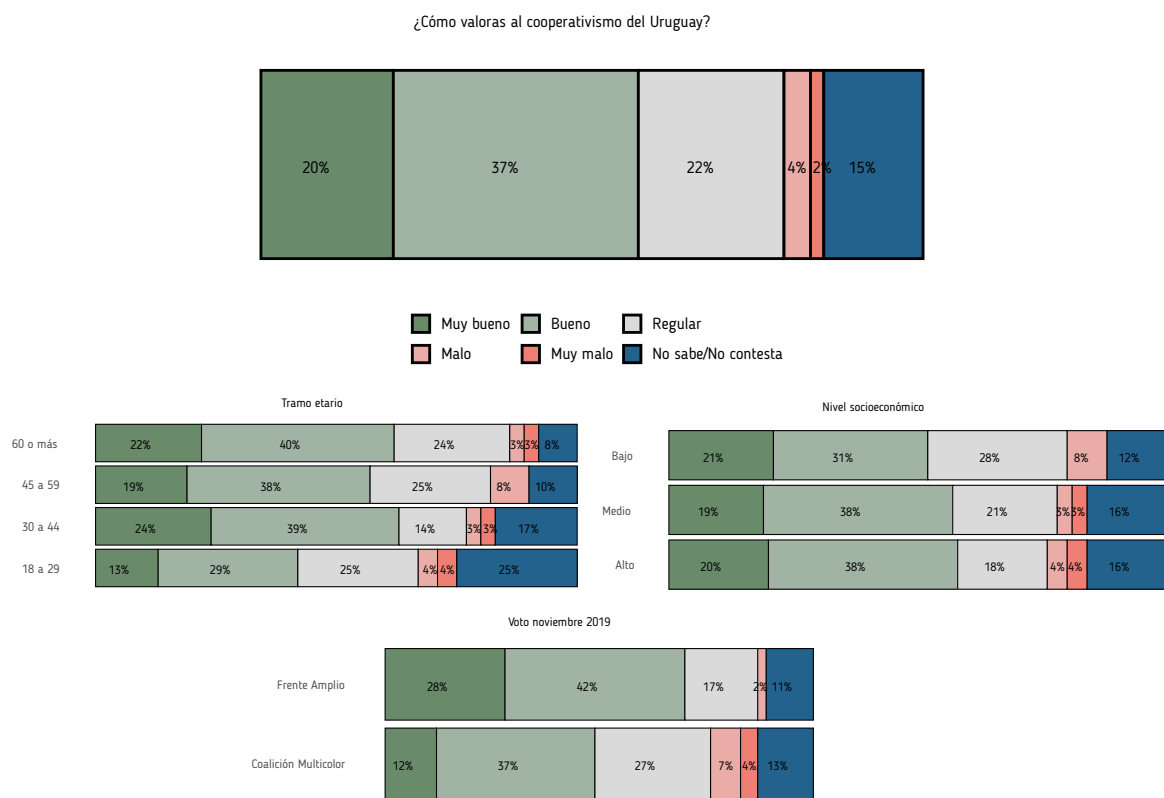 ¿Cómo valoras al cooperativismo del Uruguay?
20% 37% 22% 4% 2% 15%
Muy bueno Bueno Regular
Malo Muy malo No sabe/No contesta
Tramo etario
60 o más 22% 40% 24% 3% 3% 8%
45 a 59 19% 38% 25% 8% 10%
30 a 44 24% 39% 14% 3% 3% 17%
18 a 29 13% 29% 25% 4% 4% 25%
Nivel socioeconómico
Bajo 21% 31% 28% 8% 12%
Medio 19% 38% 21% 3% 3% 16%
Alto 20% 38% 18% 4% 4% 16%
Voto noviembre 2019
Frente Amplio 28% 42% 17% 2% 11%
Coalición Multicolor 12% 37% 27% 7% 4% 13%